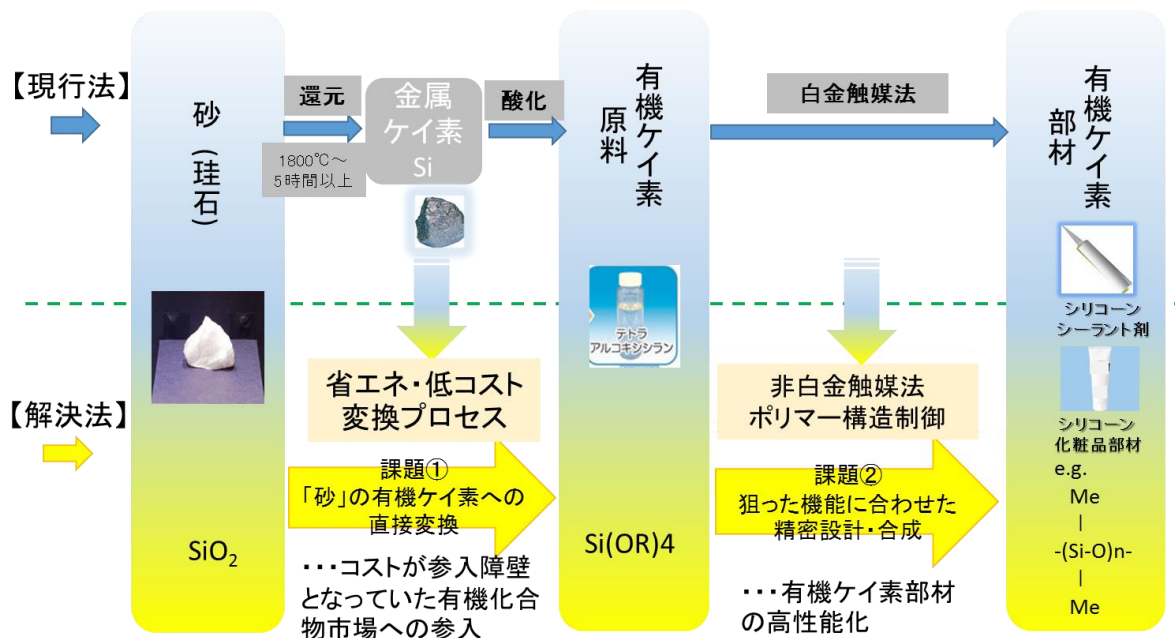 【現行法】
砂(珪石)
還元
1800℃～
5時間以上
金属
ケイ素
Si
酸化
有機ケイ素
原料
白金触媒法
有機ケイ素
部材
シリコーン
シーラント剤
テトラ
アルコキシシラン
省エネ・低コスト
変換プロセス
非白金触媒法
ポリマー構造制御
【解決法】
シリコーン
化粧品部材
課題①
「砂」の有機ケイ素への
直接変換
課題②
狙った機能に合わせた
精密設計・合成
SiO₂
Si(OR)4
e.g.
Me
|
-(Si-O)n-
|
Me
・・・コストが参入障壁
となっていた有機化合
物市場への参入
・・・有機ケイ素部材
の高性能化